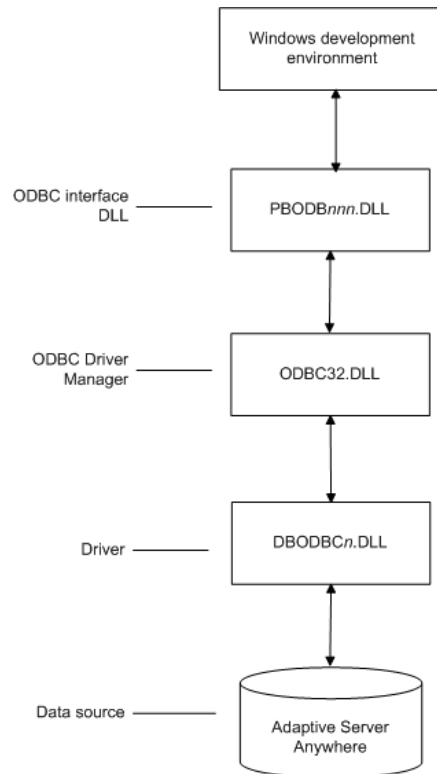 Windows development
environment
ODBC interface
DLL
PBODBnnn.DLL
ODBC Driver
Manager
ODBC32.DLL
Driver
DBODBCn.DLL
Data source
Adaptive Server
Anywhere